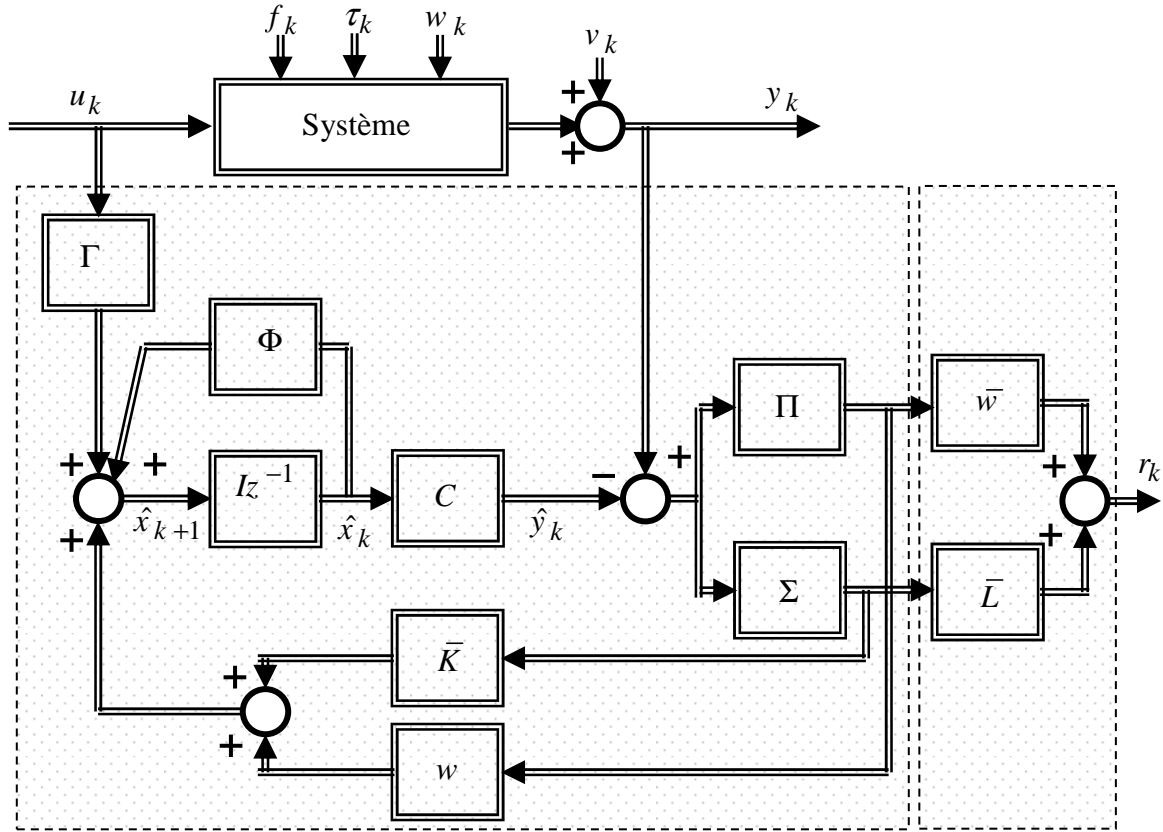 f_k τ_k w_k
v_k
u_k
Système
+
+
y_k
Γ
Φ
Π
w̄
+ +
Iz^{-1}
C
− +
+
r_k
x̂_{k+1}
x̂_k
ŷ_k
+
+
Σ
L̄
K̄
+
+
w